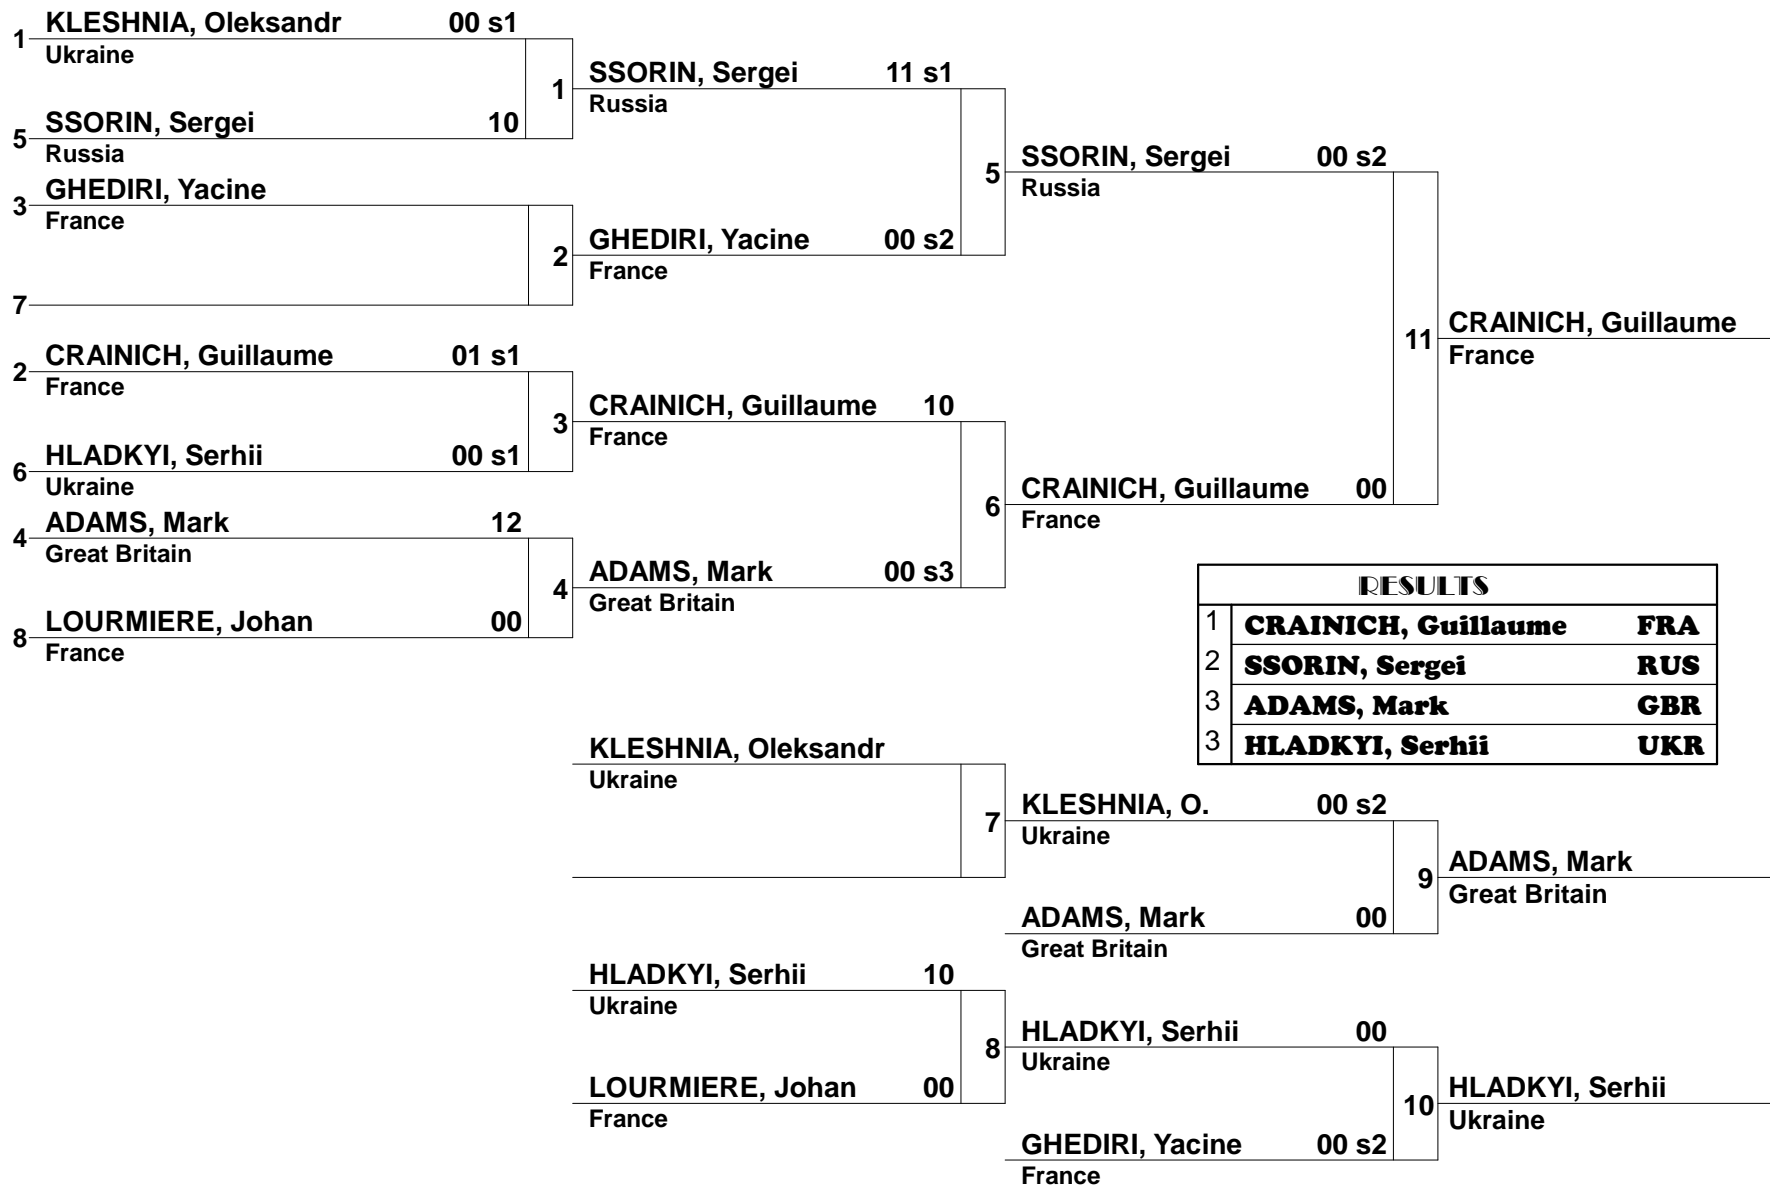 1 KLESHNIA, Oleksandr 00 s1
Ukraine
5 SSORIN, Sergei 10
Russia
1
3 GHEDIRI, Yacine
France
7
2
2 CRAINICH, Guillaume 01 s1
France
6 HLADKYI, Serhii 00 s1
Ukraine
3
4 ADAMS, Mark 12
Great Britain
8 LOURMIERE, Johan 00
France
4
SSORIN, Sergei 11 s1
Russia
GHEDIRI, Yacine 00 s2
France
5
CRAINICH, Guillaume 10
France
ADAMS, Mark 00 s3
Great Britain
6
SSORIN, Sergei 00 s2
Russia
CRAINICH, Guillaume 00
France
11
CRAINICH, Guillaume
France
RESULTS
1 CRAINICH, Guillaume FRA
2 SSORIN, Sergei RUS
3 ADAMS, Mark GBR
3 HLADKYI, Serhii UKR
KLESHNIA, Oleksandr
Ukraine
7
KLESHNIA, O. 00 s2
Ukraine
ADAMS, Mark 00
Great Britain
9
ADAMS, Mark
Great Britain
HLADKYI, Serhii 10
Ukraine
LOURMIERE, Johan 00
France
8
HLADKYI, Serhii 00
Ukraine
GHEDIRI, Yacine 00 s2
France
10
HLADKYI, Serhii
Ukraine